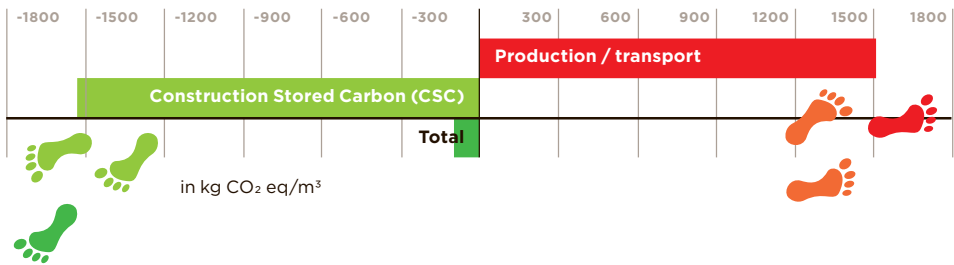 -1800 -1500 -1200 -900 -600 -300 300 600 900 1200 1500 1800
Production / transport
Construction Stored Carbon (CSC)
Total
in kg CO₂ eq/m³